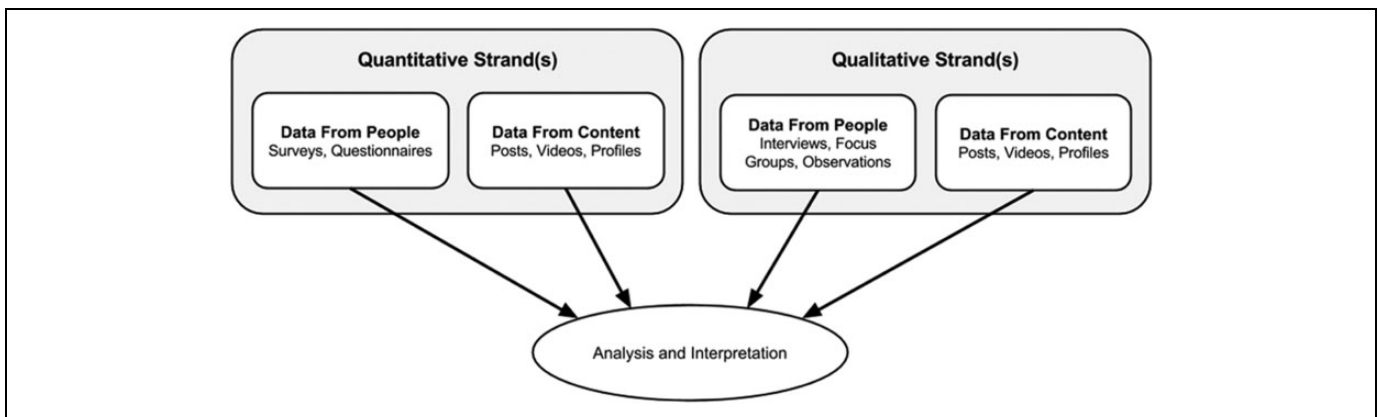 Quantitative Strand(s)
Data From People
Surveys, Questionnaires
Data From Content
Posts, Videos, Profiles
Qualitative Strand(s)
Data From People
Interviews, Focus
Groups, Observations
Data From Content
Posts, Videos, Profiles
Analysis and Interpretation